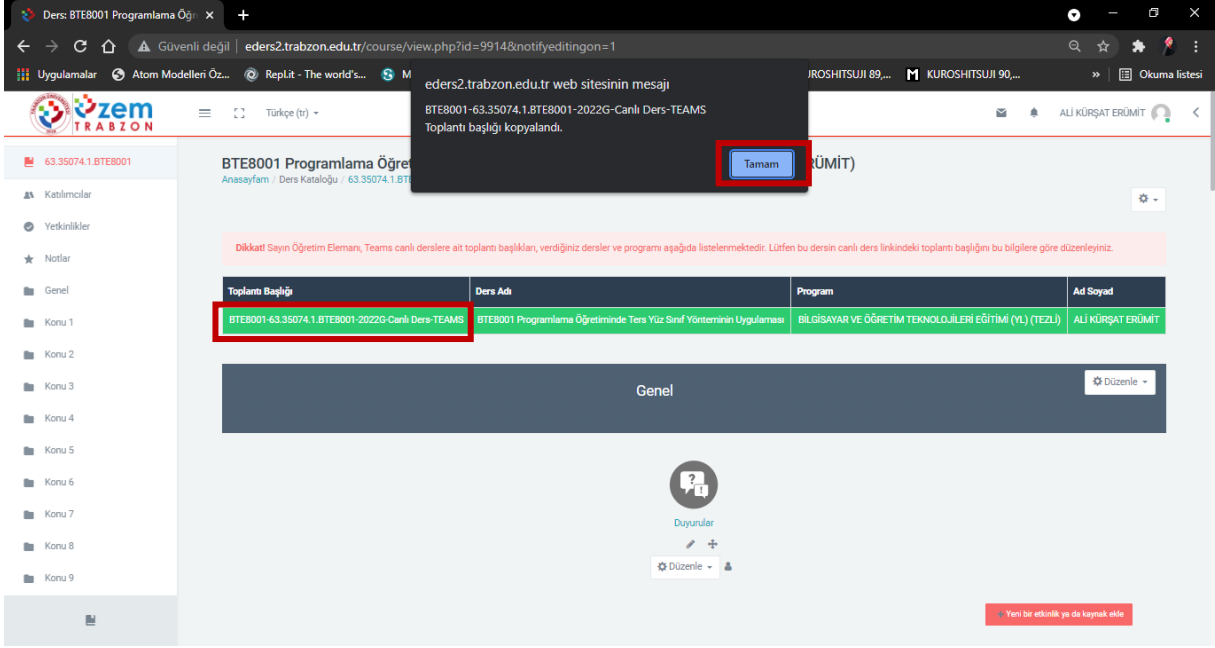 Ders: BTE8001 Programlama Öğr
Güvenli değil | eders2.trabzon.edu.tr/course/view.php?id=9914&notifyeditingon=1
Uygulamalar Atom Modelleri Öz... Repl.it - The world's... M UROSHITSUJI 89,... KUROSHITSUJI 90,... » Okuma listesi
eders2.trabzon.edu.tr web sitesinin mesajı
BTE8001-63.35074.1.BTE8001-2022G-Canlı Ders-TEAMS
Toplantı başlığı kopyalandı.
Tamam
özem
TRABZON
Türkçe (tr)
ALİ KÜRŞAT ERÜMİT
63.35074.1.BTE8001
Katılımcılar
Yetkinlikler
Notlar
Genel
Konu 1
Konu 2
Konu 3
Konu 4
Konu 5
Konu 6
Konu 7
Konu 8
Konu 9
BTE8001 Programlama Öğret RÜMİT)
Anasayfam / Ders Kataloğu / 63.35074.1.BTE
Dikkat! Sayın Öğretim Elemanı, Teams canlı derslere ait toplantı başlıkları, verdiğiniz dersler ve programı aşağıda listelenmektedir. Lütfen bu dersin canlı ders linkindeki toplantı başlığını bu bilgilere göre düzenleyiniz.
Toplantı Başlığı Ders Adı Program Ad Soyad
BTE8001-63.35074.1.BTE8001-2022G-Canlı Ders-TEAMS BTE8001 Programlama Öğretiminde Ters Yüz Sınıf Yönteminin Uygulaması BİLGİSAYAR VE ÖĞRETİM TEKNOLOJİLERİ EĞİTİMİ (YL) (TEZLİ) ALİ KÜRŞAT ERÜMİT
Genel
Düzenle
Duyurular
Düzenle
+ Yeni bir etkinlik ya da kaynak ekle